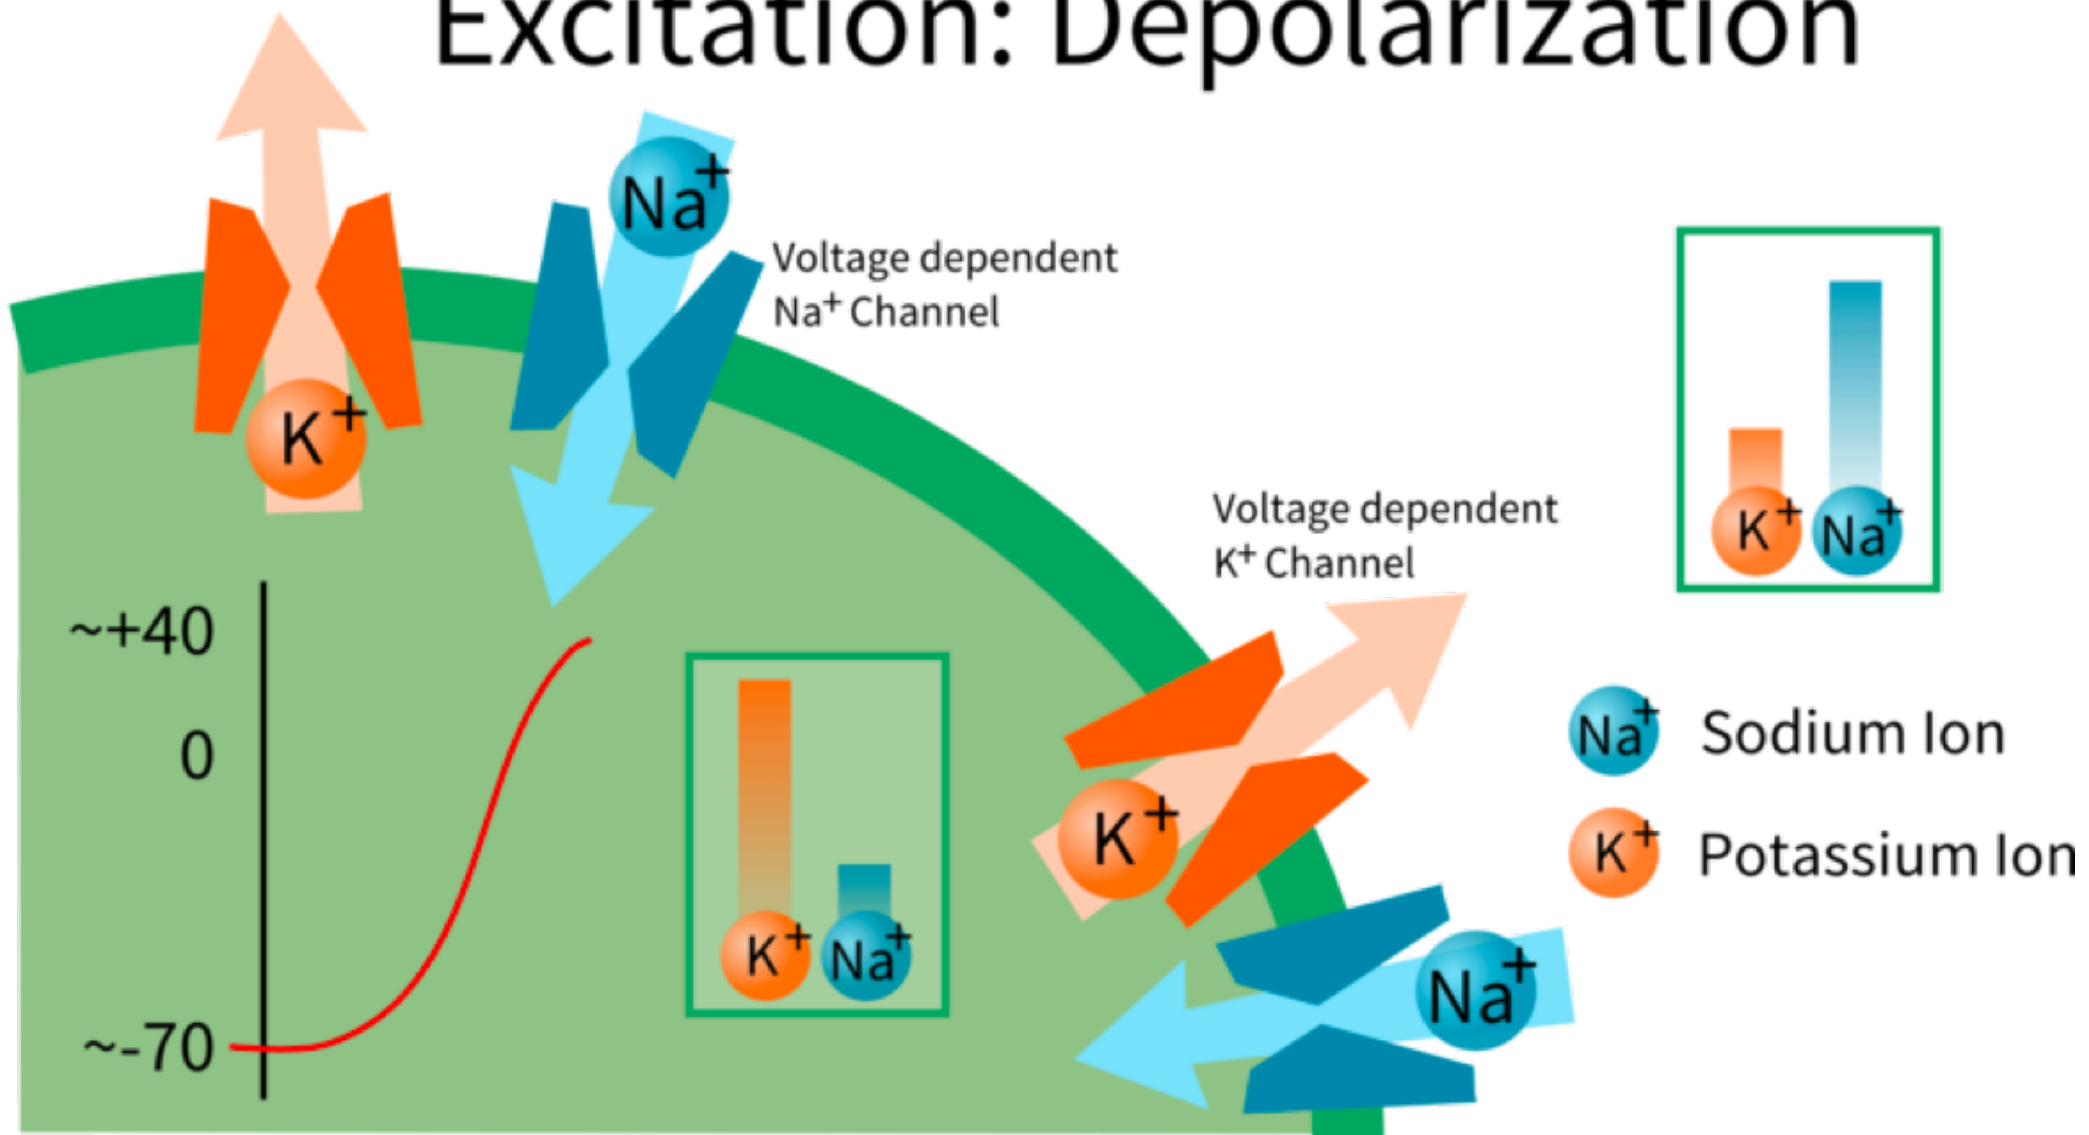 Excitation: Depolarization
Na+
Voltage dependent
Na+ Channel
K+
Voltage dependent
K+ Channel
K+ Na+
~+40
0
~-70
K+ Na+
K+
Na+
Na+ Sodium Ion
K+ Potassium Ion